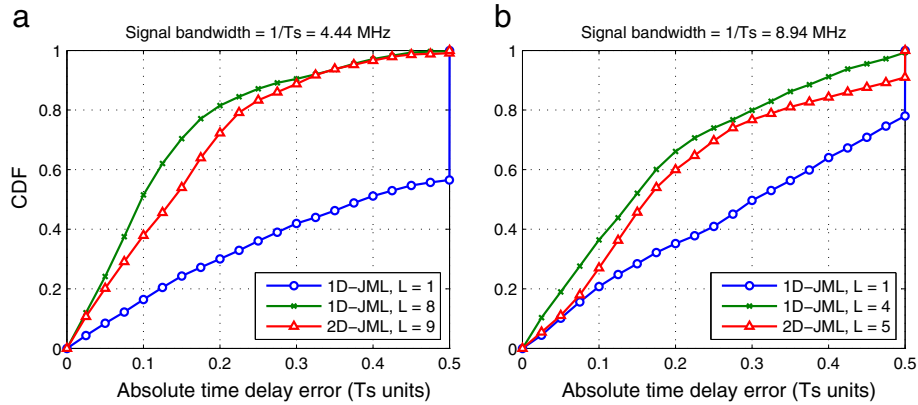 a
Signal bandwidth = 1/Ts = 4.44 MHz
CDF
1
0.8
0.6
0.4
0.2
0
0
0.1
0.2
0.3
0.4
0.5
1D−JML, L = 1
1D−JML, L = 8
2D−JML, L = 9
Absolute time delay error (Ts units)
b
Signal bandwidth = 1/Ts = 8.94 MHz
1
0.8
0.6
0.4
0.2
0
0
0.1
0.2
0.3
0.4
0.5
1D−JML, L = 1
1D−JML, L = 4
2D−JML, L = 5
Absolute time delay error (Ts units)